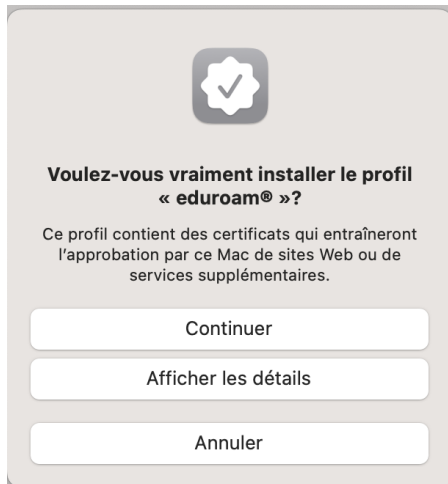 Voulez-vous vraiment installer le profil
« eduroam® »?
Ce profil contient des certificats qui entraîneront
l’approbation par ce Mac de sites Web ou de
services supplémentaires.
Continuer
Afficher les détails
Annuler